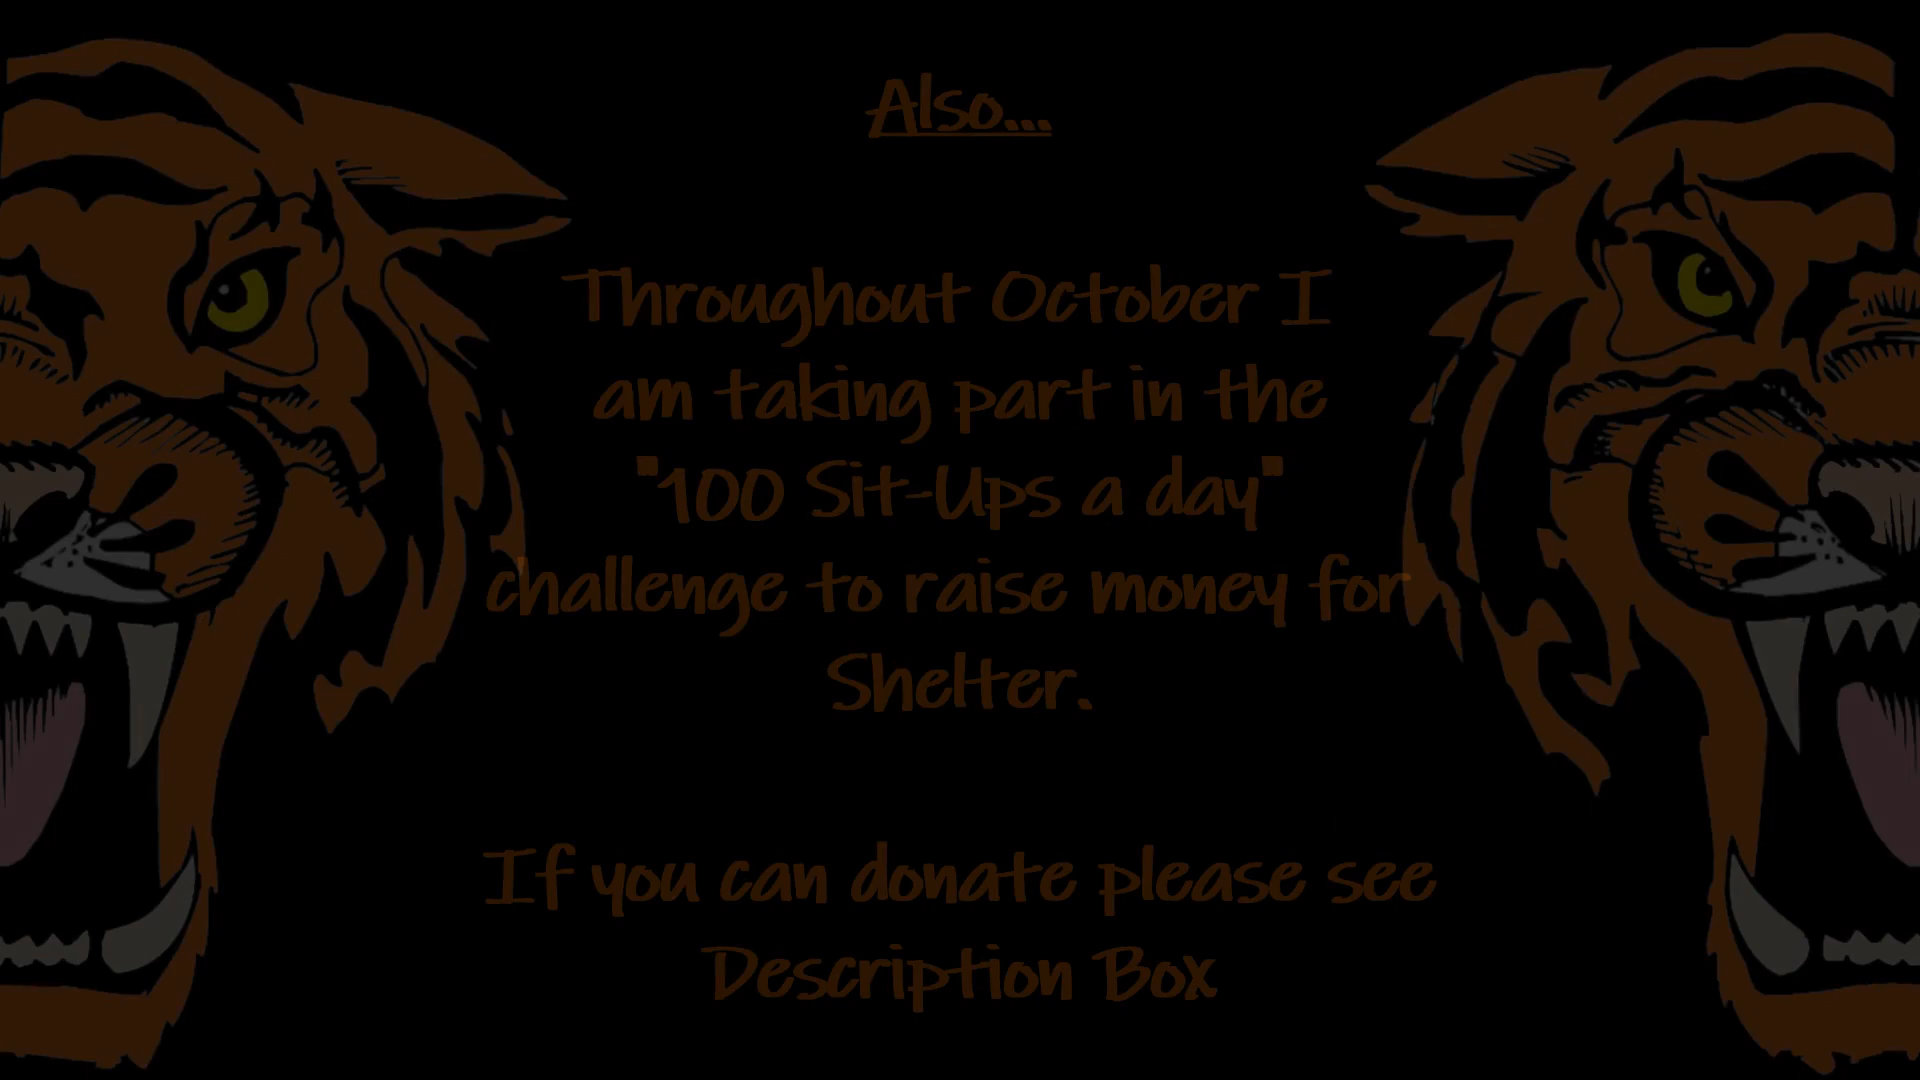 Also...
Throughout October I
am taking part in the
"100 Sit-Ups a day"
challenge to raise money for
Shelter.
If you can donate please see
Description Box